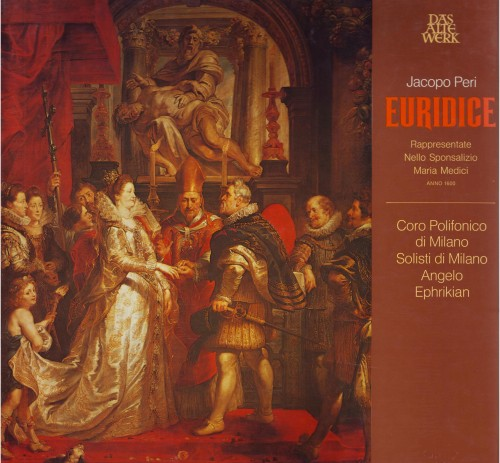 DAS
ALTE
WERK
Jacopo Peri
EURIDICE
Rappresentate
Nello Sponsalizio
Maria Medici
ANNO 1600
Coro Polifonico
di Milano
Solisti di Milano
Angelo
Ephrikian